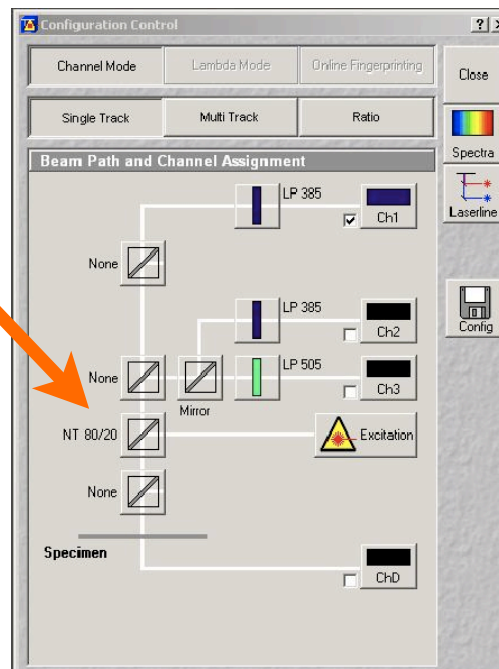 Configuration Control
Channel Mode
Lambda Mode
Online Fingerprinting
Close
Single Track
Multi Track
Ratio
Spectra
Beam Path and Channel Assignment
LP 385
Ch1
Laserline
None
LP 385
Ch2
Config
None
LP 505
Ch3
Mirror
NT 80/20
Excitation
None
Specimen
ChD